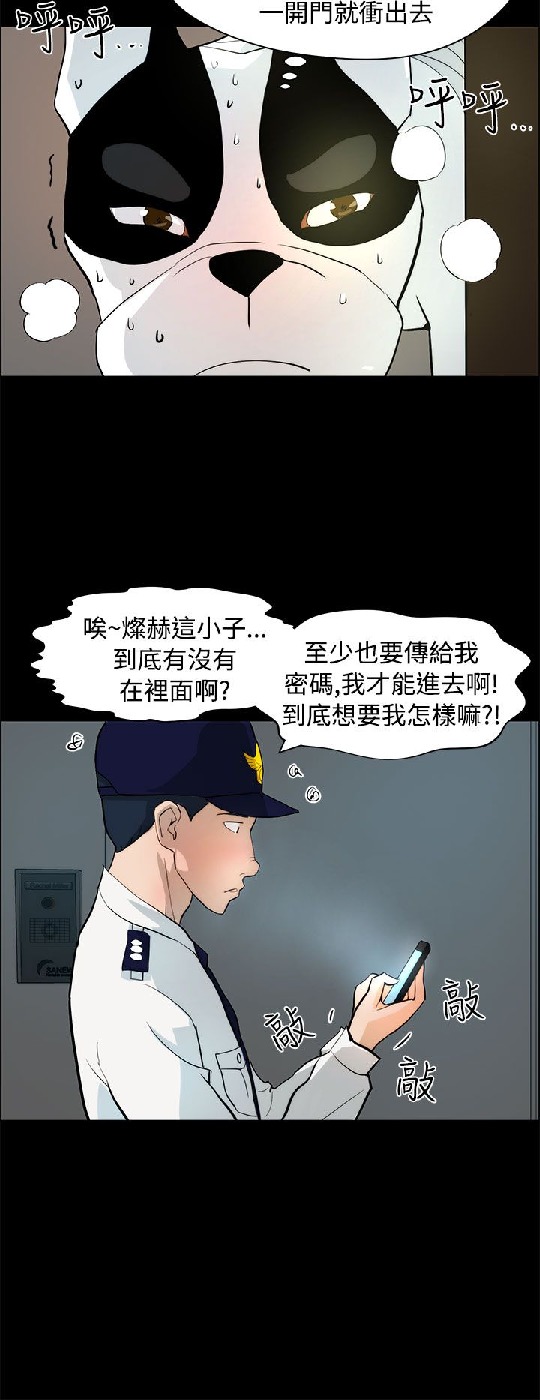 一開門就衝出去
呼呼...
呼呼...
唉~燦赫這小子...
到底有沒有
在裡面啊?
至少也要傳給我
密碼,我才能進去啊!
到底想要我怎樣嘛?!
敲
敲
敲